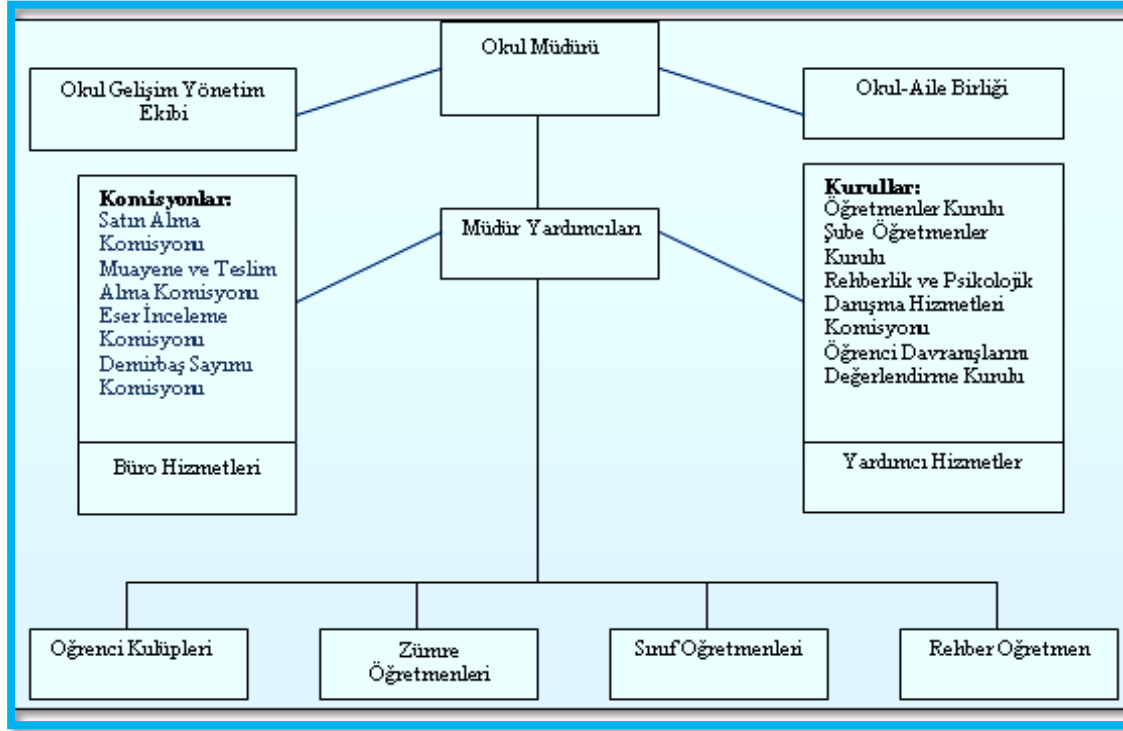 Okul Müdürü
Okul Gelişim Yönetim
Ekibi
Okul-Aile Birliği
Komisyonlar:
Satın Alma
Komisyonu
Muayene ve Teslim
Alma Komisyonu
Eser İnceleme
Komisyonu
Demirbaş Sayımı
Komisyonu
Büro Hizmetleri
Müdür Yardımcıları
Kurullar:
Öğretmenler Kurulu
Şube Öğretmenler
Kurulu
Rehberlik ve Psikolojik
Danışma Hizmetleri
Komisyonu
Öğrenci Davranışlarını
Değerlendirme Kurulu
Yardımcı Hizmetler
Öğrenci Kulüpleri
Zümre
Öğretmenleri
Sınıf Öğretmenleri
Rehber Öğretmen